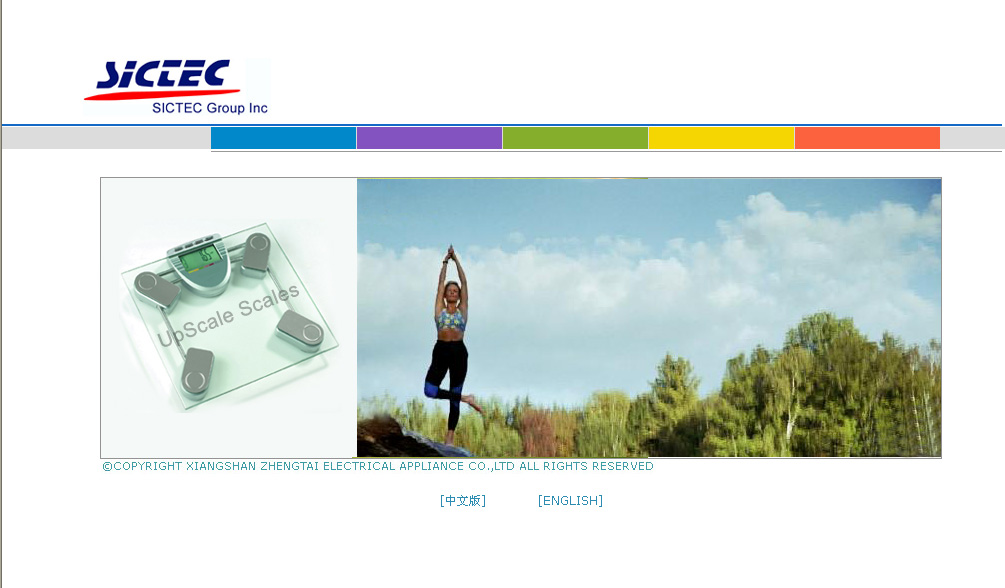 SICTEC
SICTEC Group Inc
UpScale Scales
©COPYRIGHT XIANGSHAN ZHENGTAI ELECTRICAL APPLIANCE CO.,LTD ALL RIGHTS RESERVED
[中文版] [ENGLISH]